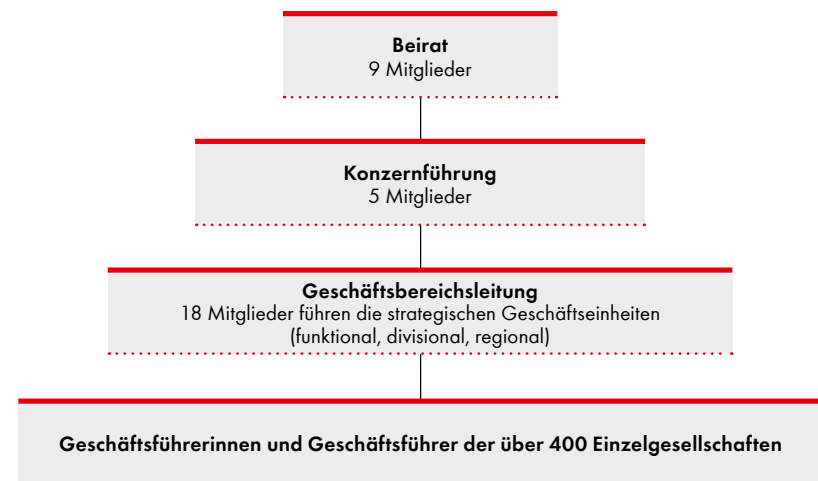 Beirat
9 Mitglieder
Konzernführung
5 Mitglieder
Geschäftsbereichsleitung
18 Mitglieder führen die strategischen Geschäftseinheiten
(funktional, divisional, regional)
Geschäftsführerinnen und Geschäftsführer der über 400 Einzelgesellschaften